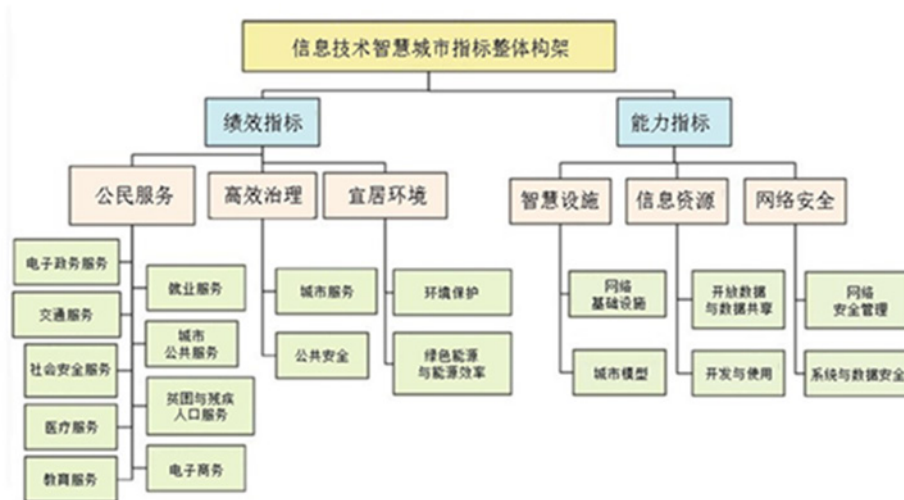 信息技术智慧城市指标整体构架
绩效指标
能力指标
公民服务
高效治理
宜居环境
智慧设施
信息资源
网络安全
电子政务服务
交通服务
社会安全服务
医疗服务
教育服务
就业服务
城市
公共服务
贫困与残疾
人口服务
电子商务
城市服务
公共安全
环境保护
绿色能源
与能源效率
网络
基础设施
城市模型
开放数据
与数据共享
开发与使用
网络
安全管理
系统与数据安全